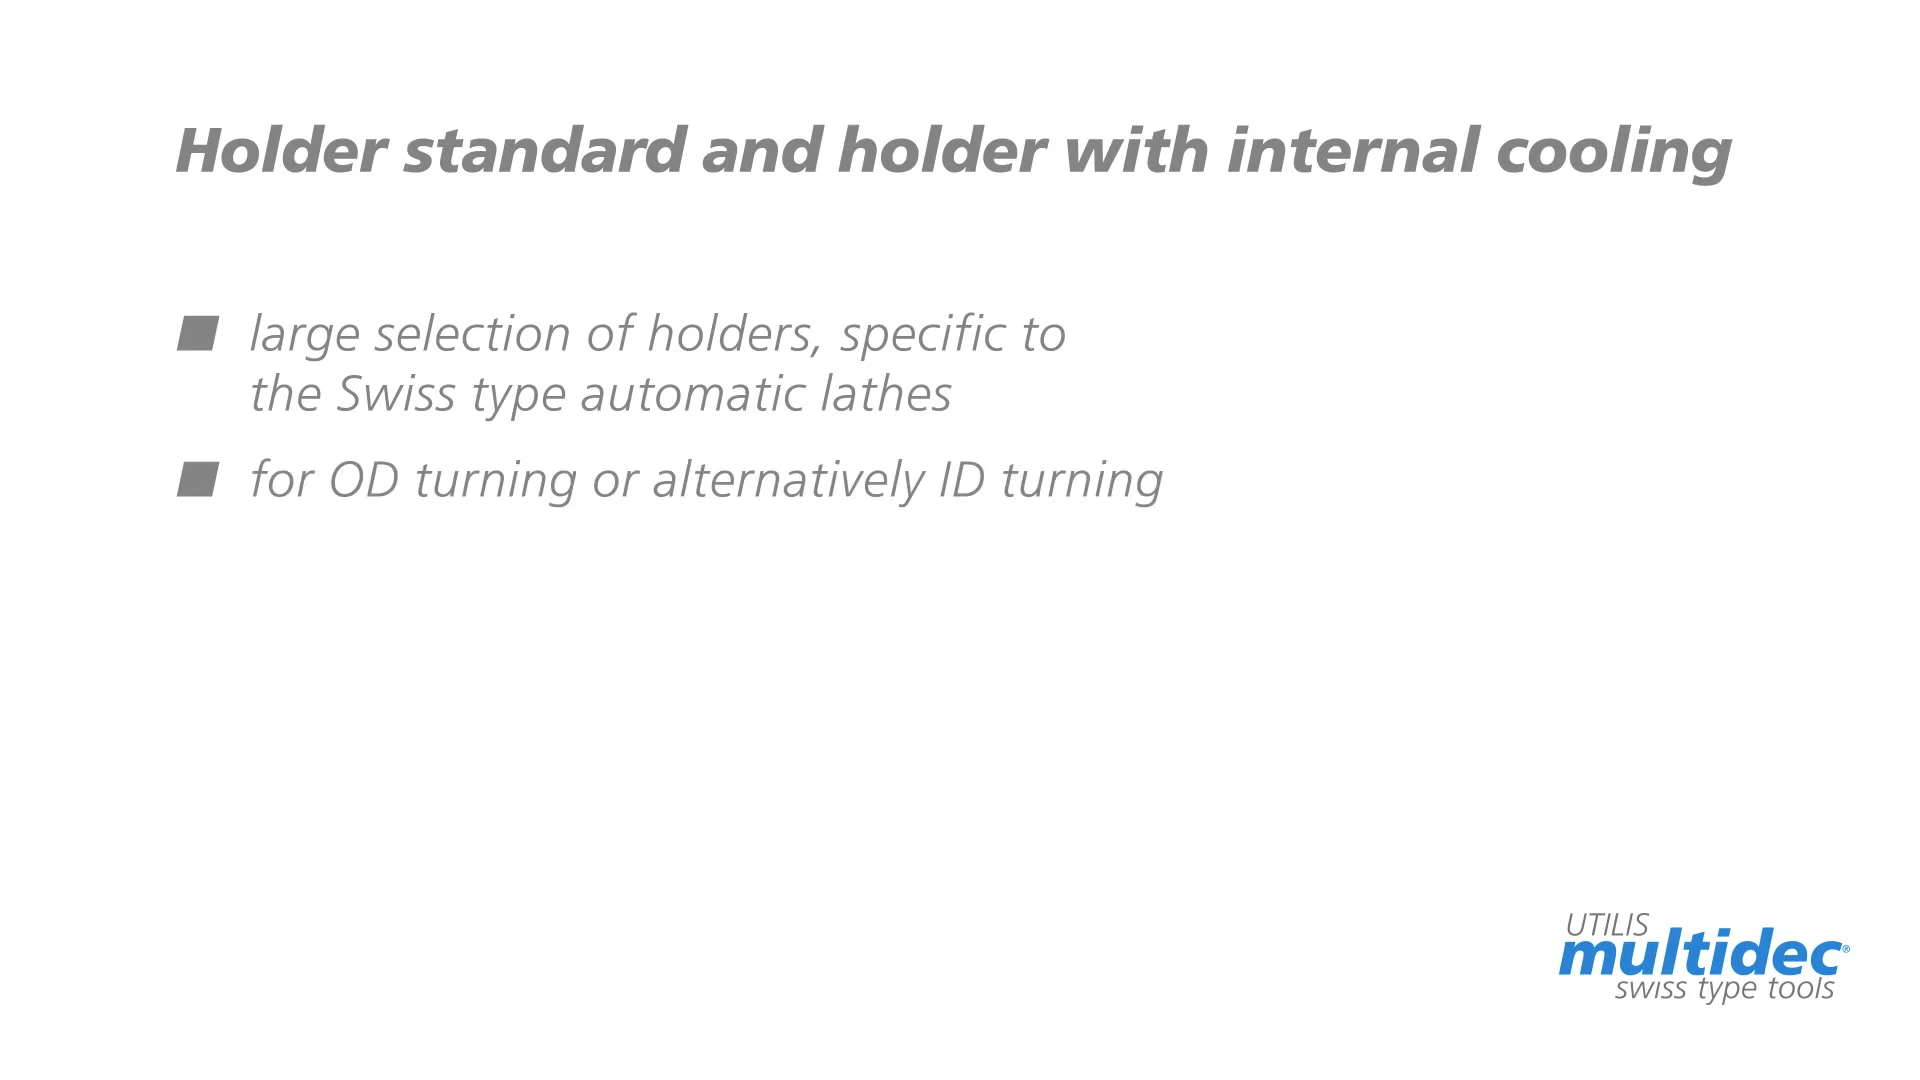 Holder standard and holder with internal cooling
large selection of holders, specific to
the Swiss type automatic lathes
for OD turning or alternatively ID turning
UTILIS
multidec®
swiss type tools